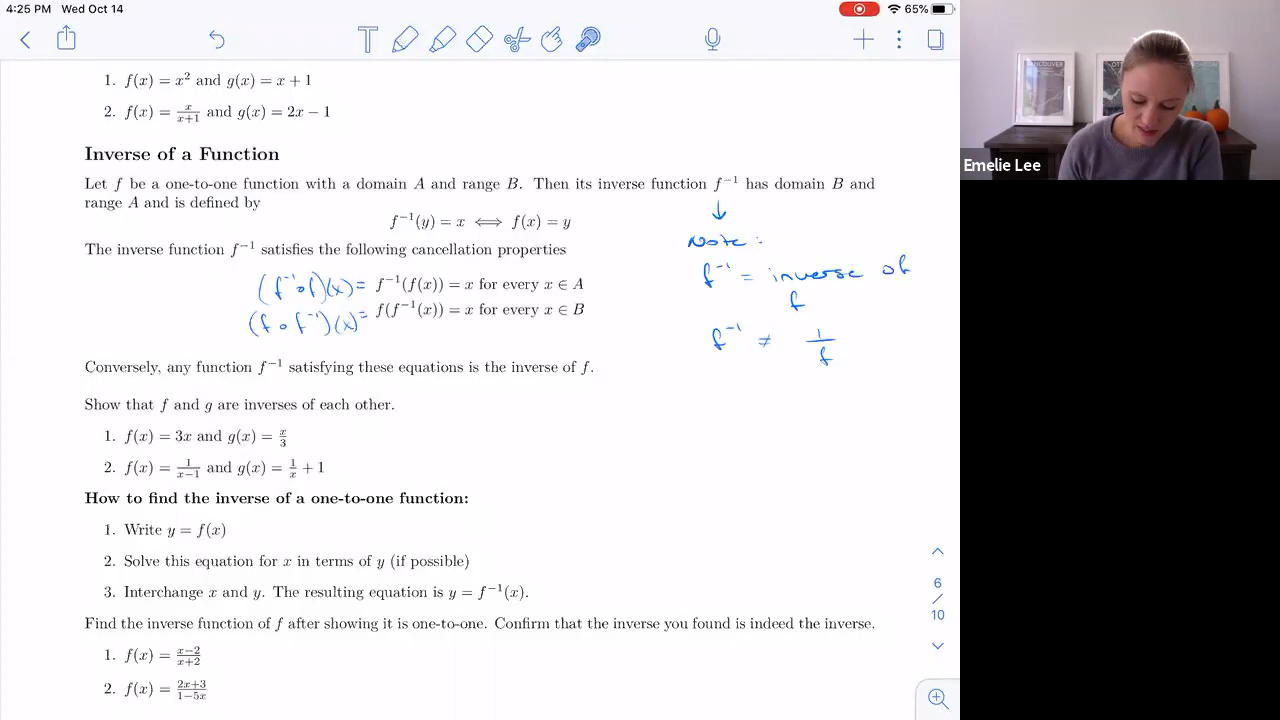 4:25 PM Wed Oct 14
65%
1. f(x) = x² and g(x) = x + 1
2. f(x) = x/(x+1) and g(x) = 2x − 1
VANCOUVER
Emelie Lee
Inverse of a Function
Let f be a one-to-one function with a domain A and range B. Then its inverse function f⁻¹ has domain B and
range A and is defined by
f⁻¹(y) = x ⟺ f(x) = y
The inverse function f⁻¹ satisfies the following cancellation properties
(f⁻¹∘f)(x) = f⁻¹(f(x)) = x for every x ∈ A
(f∘f⁻¹)(x) = f(f⁻¹(x)) = x for every x ∈ B
↓
Note:
f⁻¹ = inverse of
f
f⁻¹ ≠ 1/f
Conversely, any function f⁻¹ satisfying these equations is the inverse of f.
Show that f and g are inverses of each other.
1. f(x) = 3x and g(x) = x/3
2. f(x) = 1/(x−1) and g(x) = 1/x + 1
How to find the inverse of a one-to-one function:
1. Write y = f(x)
2. Solve this equation for x in terms of y (if possible)
3. Interchange x and y. The resulting equation is y = f⁻¹(x).
Find the inverse function of f after showing it is one-to-one. Confirm that the inverse you found is indeed the inverse.
1. f(x) = (x−2)/(x+2)
2. f(x) = (2x+3)/(1−5x)
6
/
10